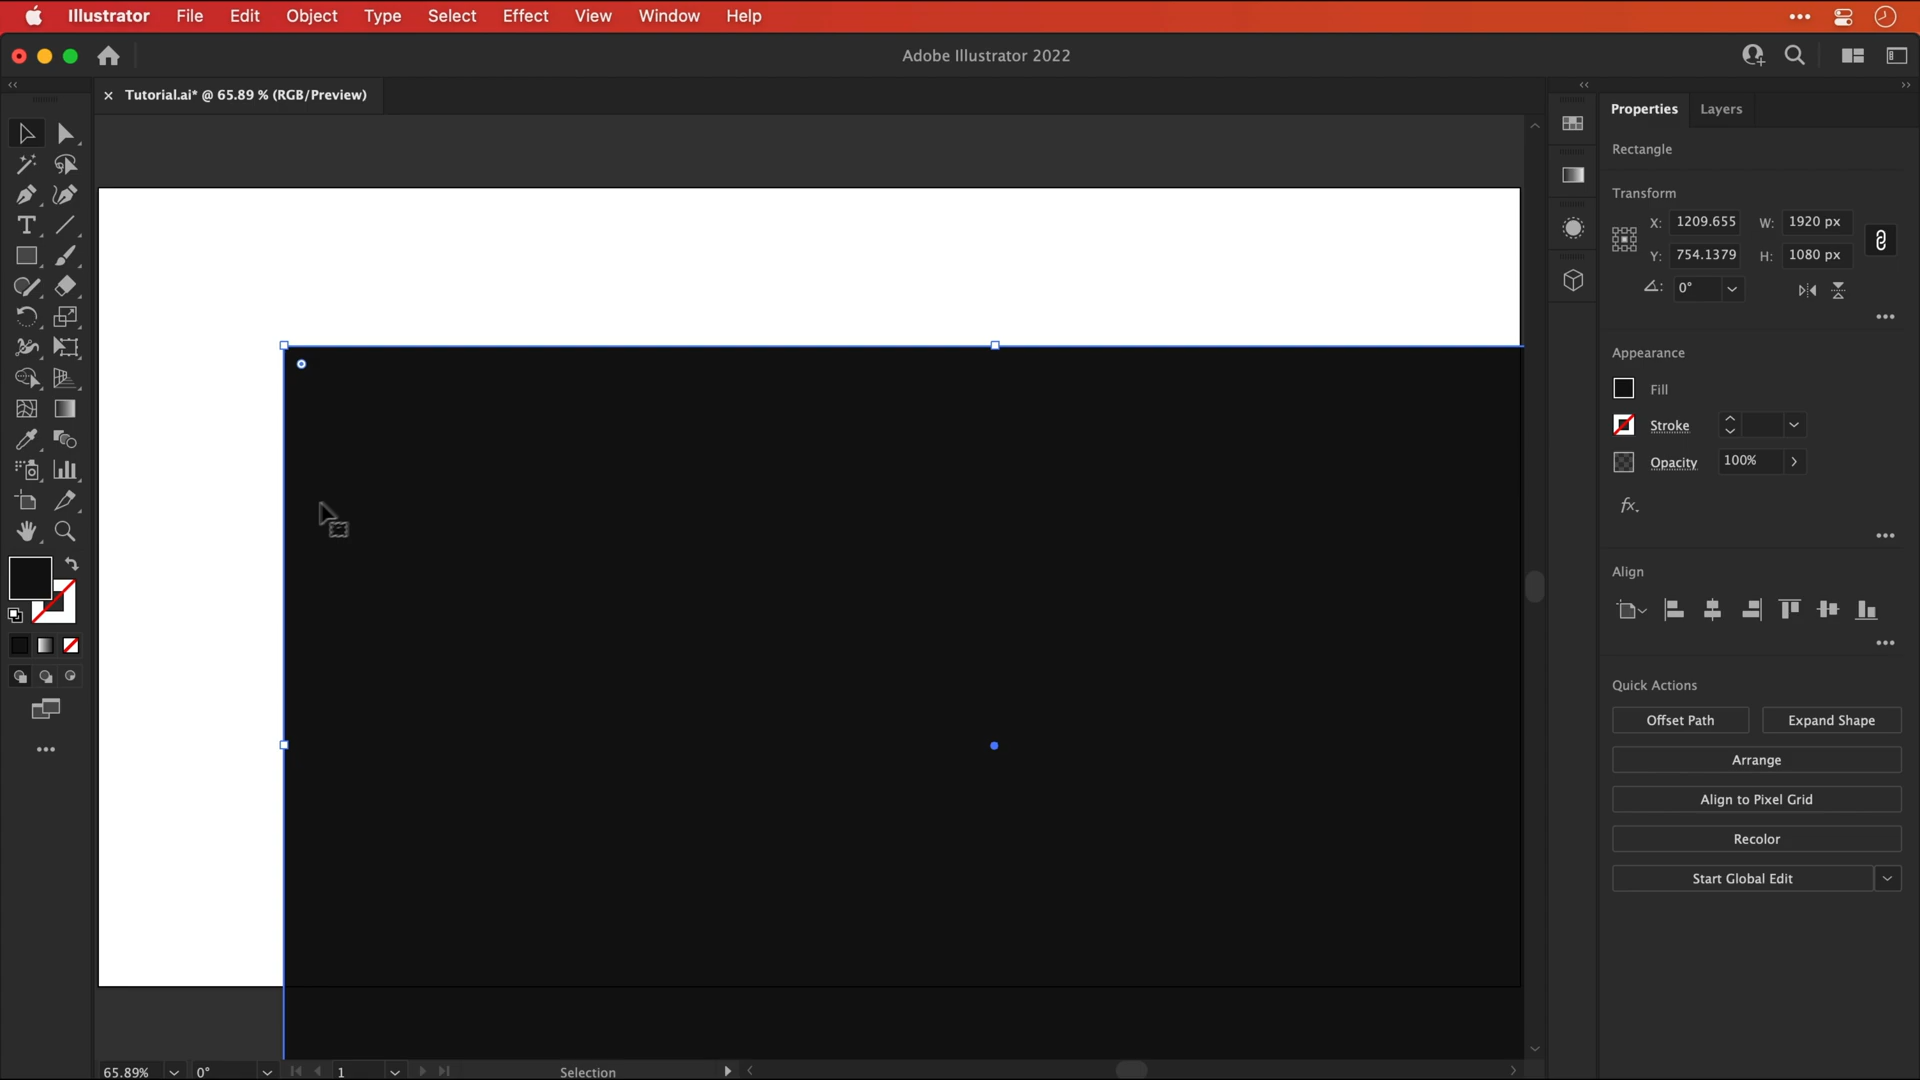 Illustrator File Edit Object Type Select Effect View Window Help
Adobe Illustrator 2022
Tutorial.ai* @ 65.89 % (RGB/Preview)
Properties Layers
Rectangle
Transform
X: 1209.655 W: 1920 px
Y: 754.1379 H: 1080 px
0°
Appearance
Fill
Stroke
Opacity 100%
fx.
Align
Quick Actions
Offset Path Expand Shape
Arrange
Align to Pixel Grid
Recolor
Start Global Edit
65.89% 0° 1 Selection